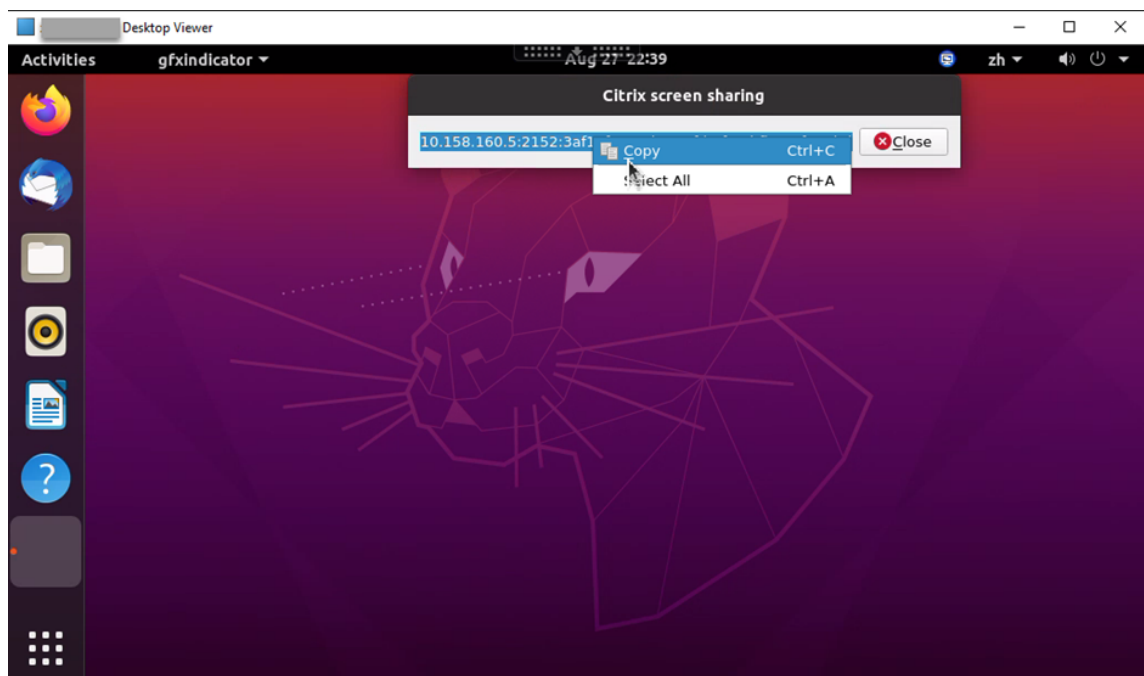 Desktop Viewer
Activities gfxindicator Aug 27 22:39 zh
Citrix screen sharing
10.158.160.5:2152:3af1 Close
Copy Ctrl+C
Select All Ctrl+A
?